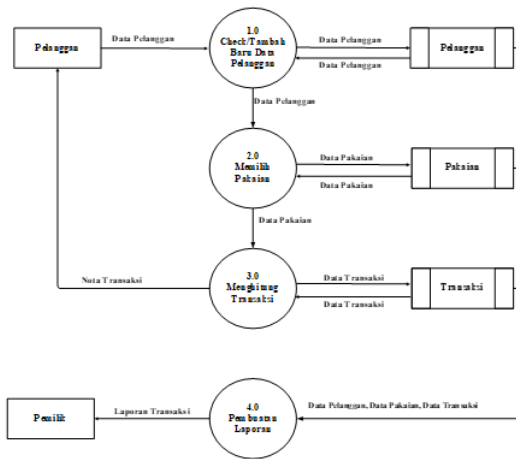 Pelanggan
Data Pelanggan
1.0
Check/Tambah
Baru Data
Pelanggan
Data Pelanggan
Data Pelanggan
Pelanggan
Data Pelanggan
2.0
Memilih
Pakaian
Data Pakaian
Data Pakaian
Pakaian
Data Pakaian
Nota Transaksi
3.0
Menghitung
Transaksi
Data Transaksi
Data Transaksi
Transaksi
Pemilik
Laporan Transaksi
4.0
Pembuatan
Laporan
Data Pelanggan, Data Pakaian, Data Transaksi